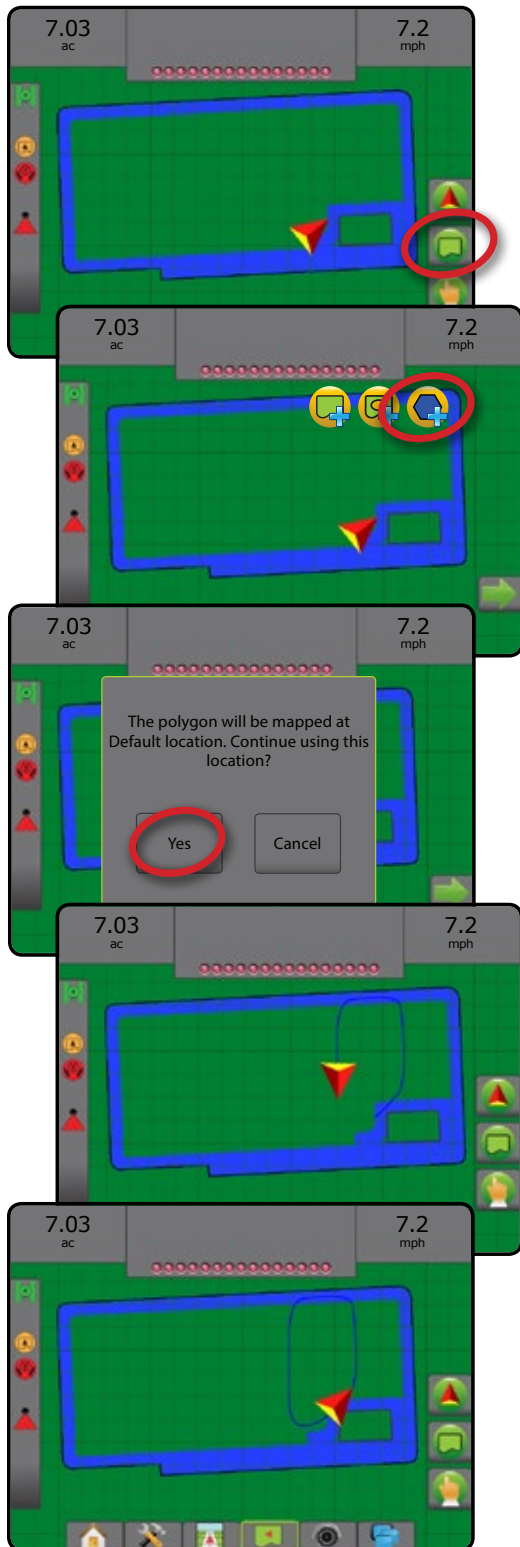 7.03 7.2
ac mph
7.03 7.2
ac mph
7.03 7.2
ac mph
The polygon will be mapped at
Default location. Continue using this
location?
Yes Cancel
7.03 7.2
ac mph
7.03 7.2
ac mph